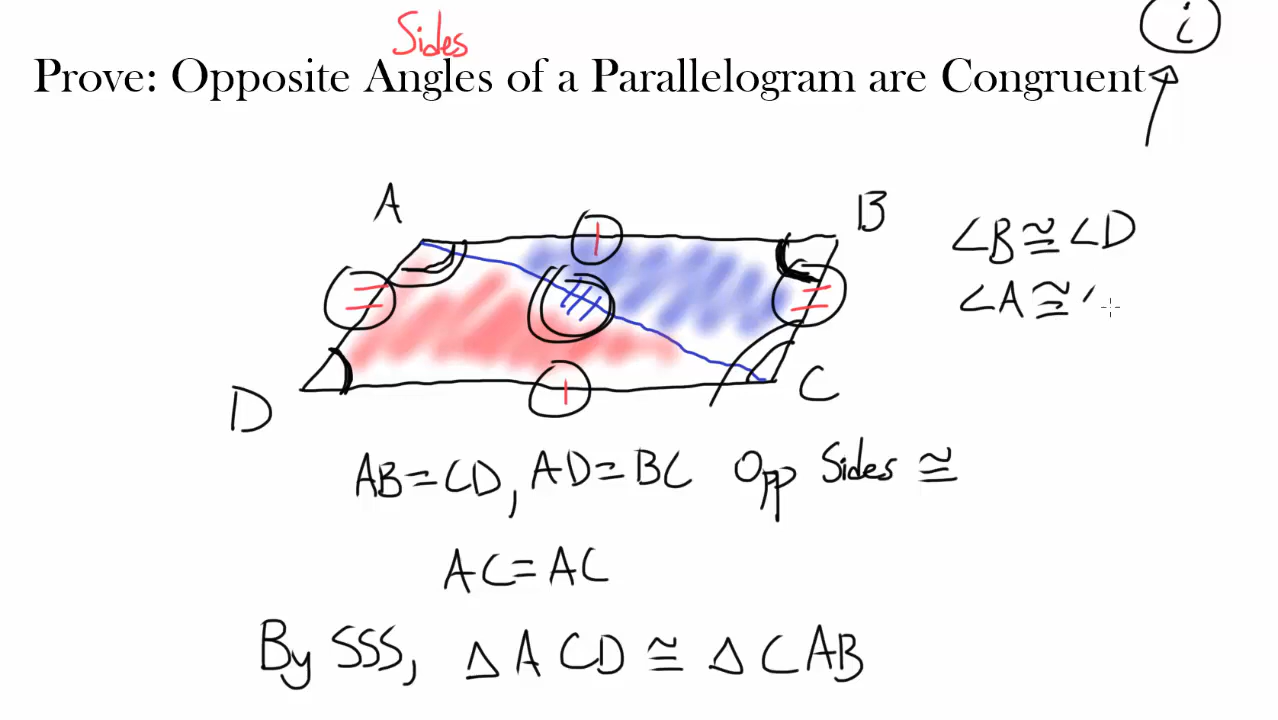 Sides
i
Prove: Opposite Angles of a Parallelogram are Congruent
A
B
∠B≅∠D
∠A≅
D
C
AB=CD, AD=BC Opp Sides ≅
AC=AC
By SSS, △ACD ≅ △CAB